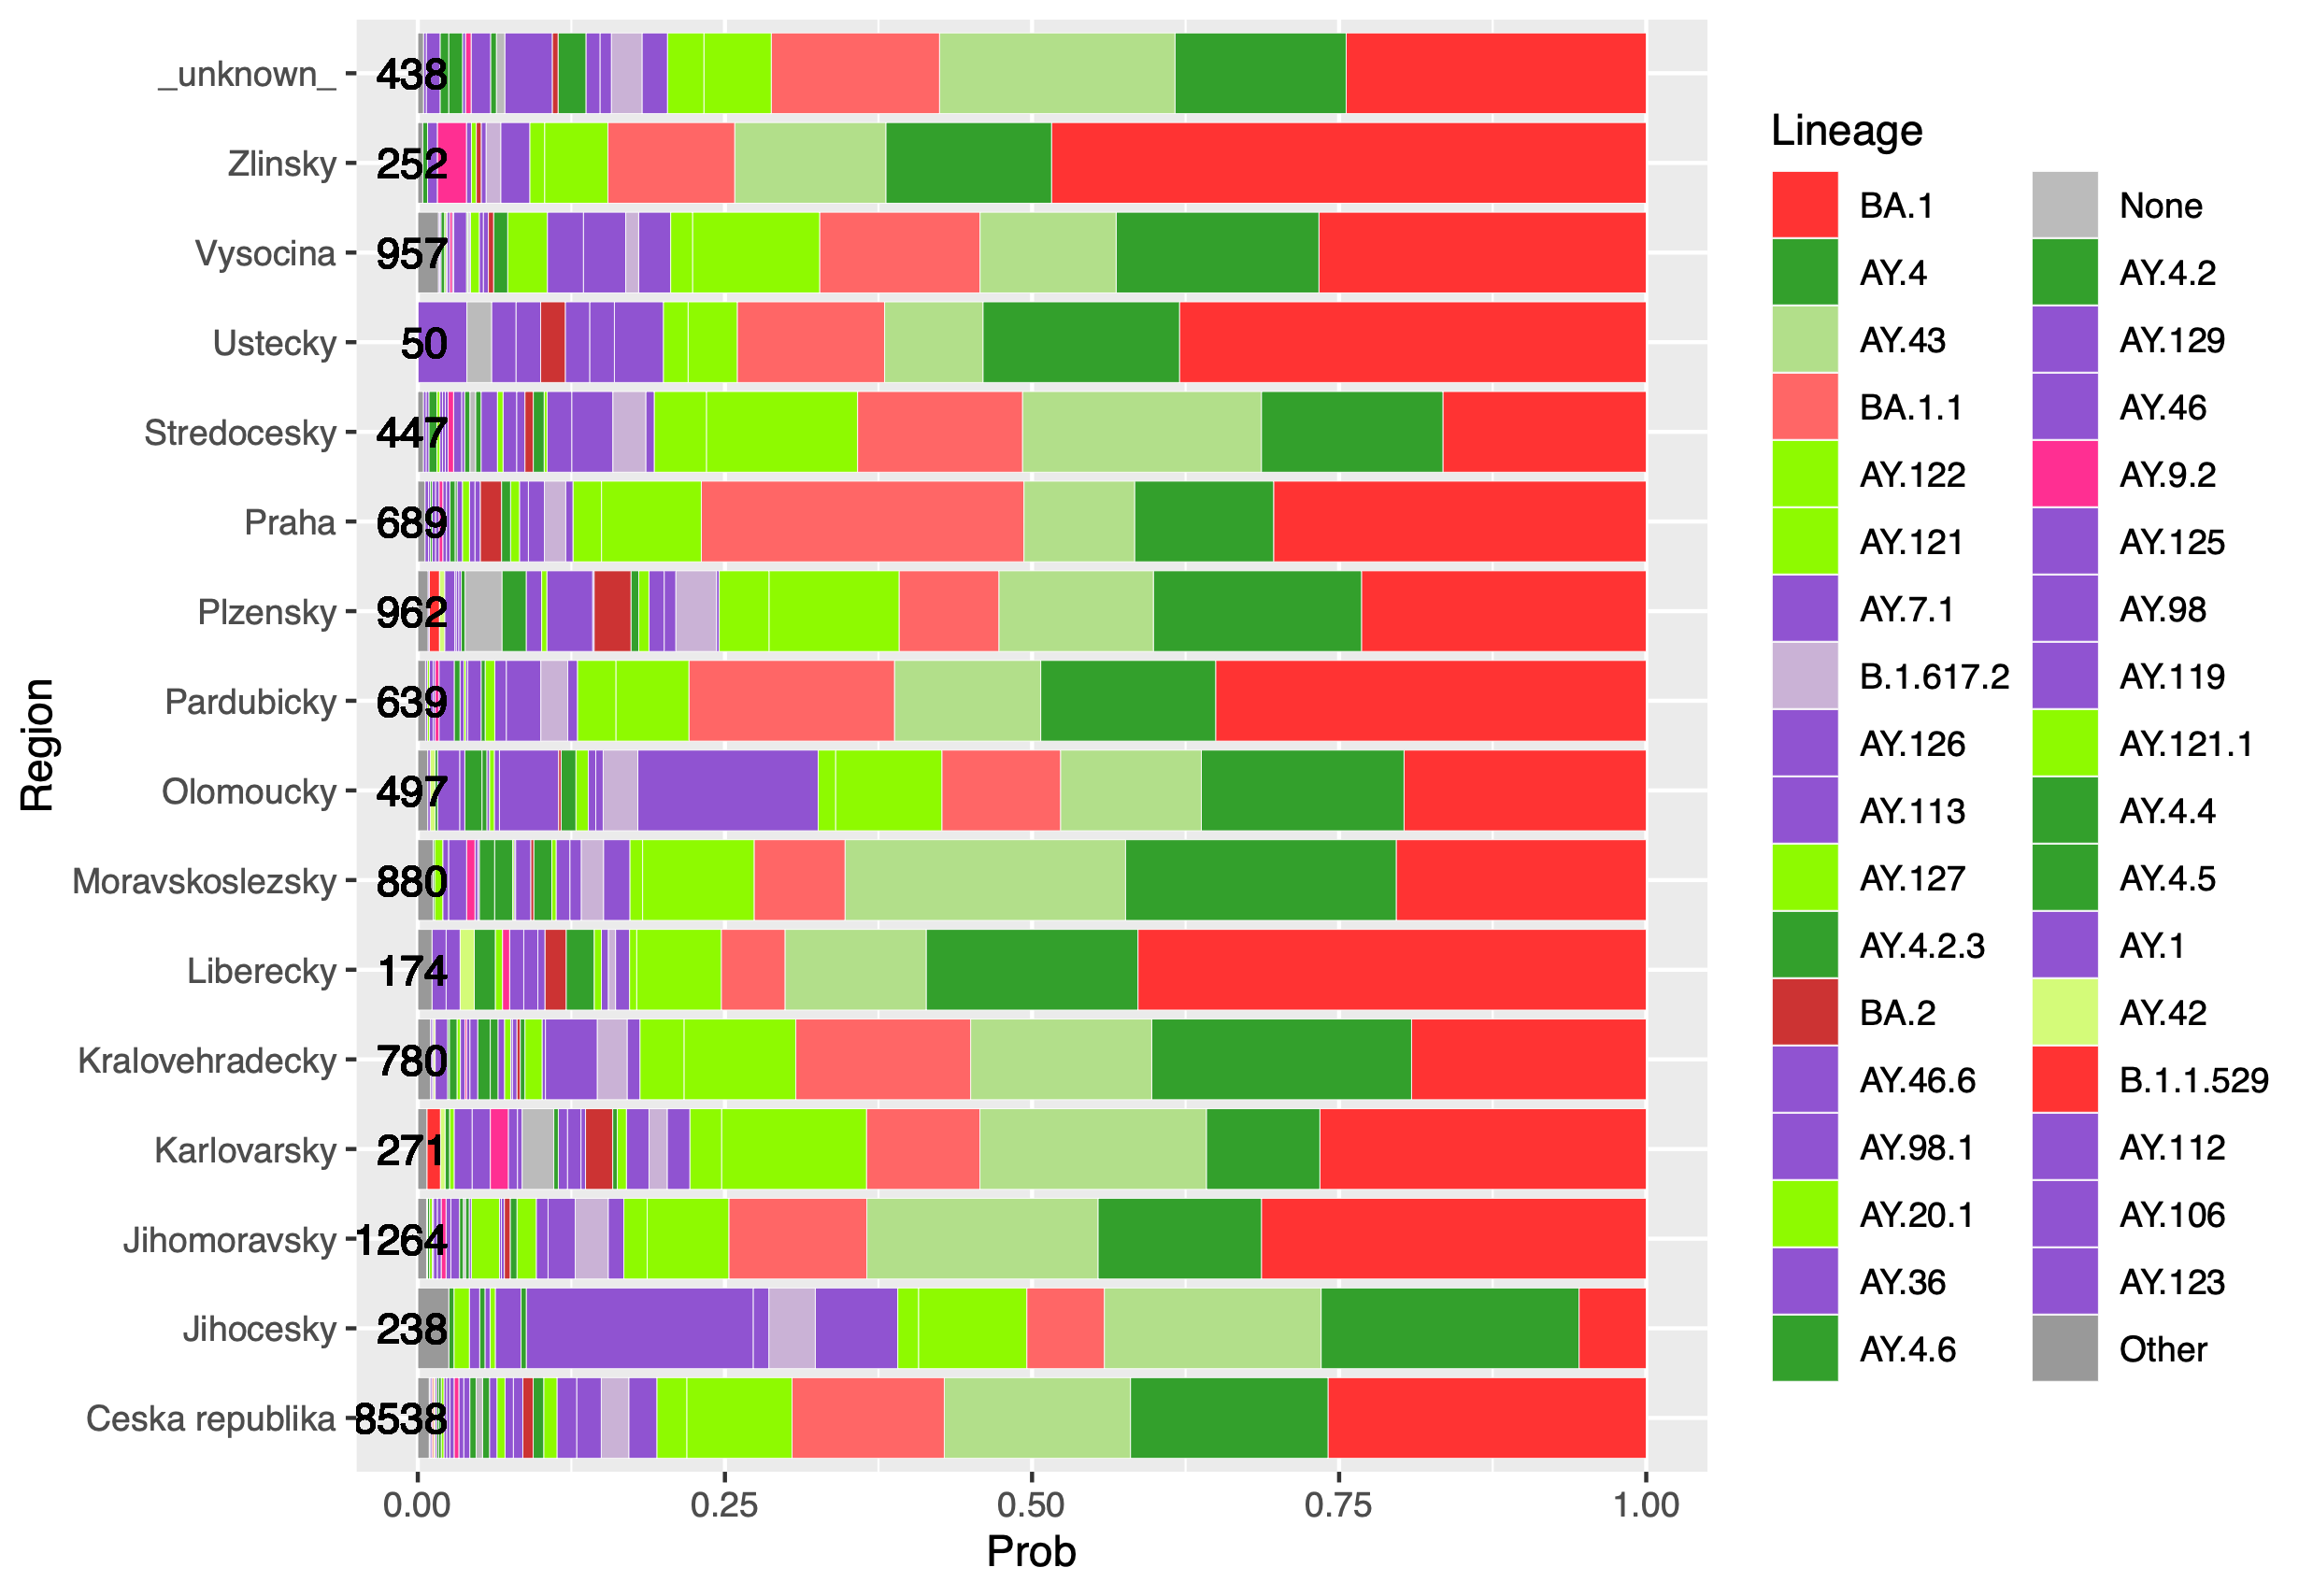 _unknown_ 438
Zlinsky 252
Vysocina 957
Ustecky 50
Stredocesky 447
Praha 689
Plzensky 962
Pardubicky 639
Olomoucky 497
Moravskoslezsky 880
Liberecky 174
Kralovehradecky 780
Karlovarsky 271
Jihomoravsky 1264
Jihocesky 238
Ceska republika 8538
Region
0.00 0.25 0.50 0.75 1.00
Prob
Lineage
BA.1
AY.4
AY.43
BA.1.1
AY.122
AY.121
AY.7.1
B.1.617.2
AY.126
AY.113
AY.127
AY.4.2.3
BA.2
AY.46.6
AY.98.1
AY.20.1
AY.36
AY.4.6
None
AY.4.2
AY.129
AY.46
AY.9.2
AY.125
AY.98
AY.119
AY.121.1
AY.4.4
AY.4.5
AY.1
AY.42
B.1.1.529
AY.112
AY.106
AY.123
Other